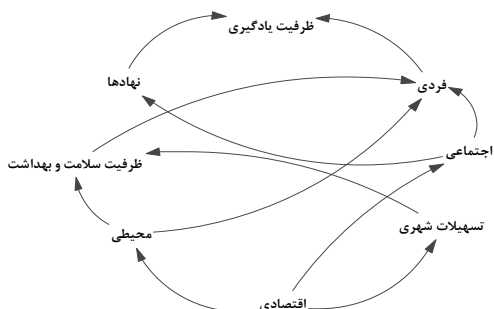 ظرفیت یادگیری
نهادها
فردی
اجتماعی
ظرفیت سلامت و بهداشت
تسهیلات شهری
محیطی
اقتصادی